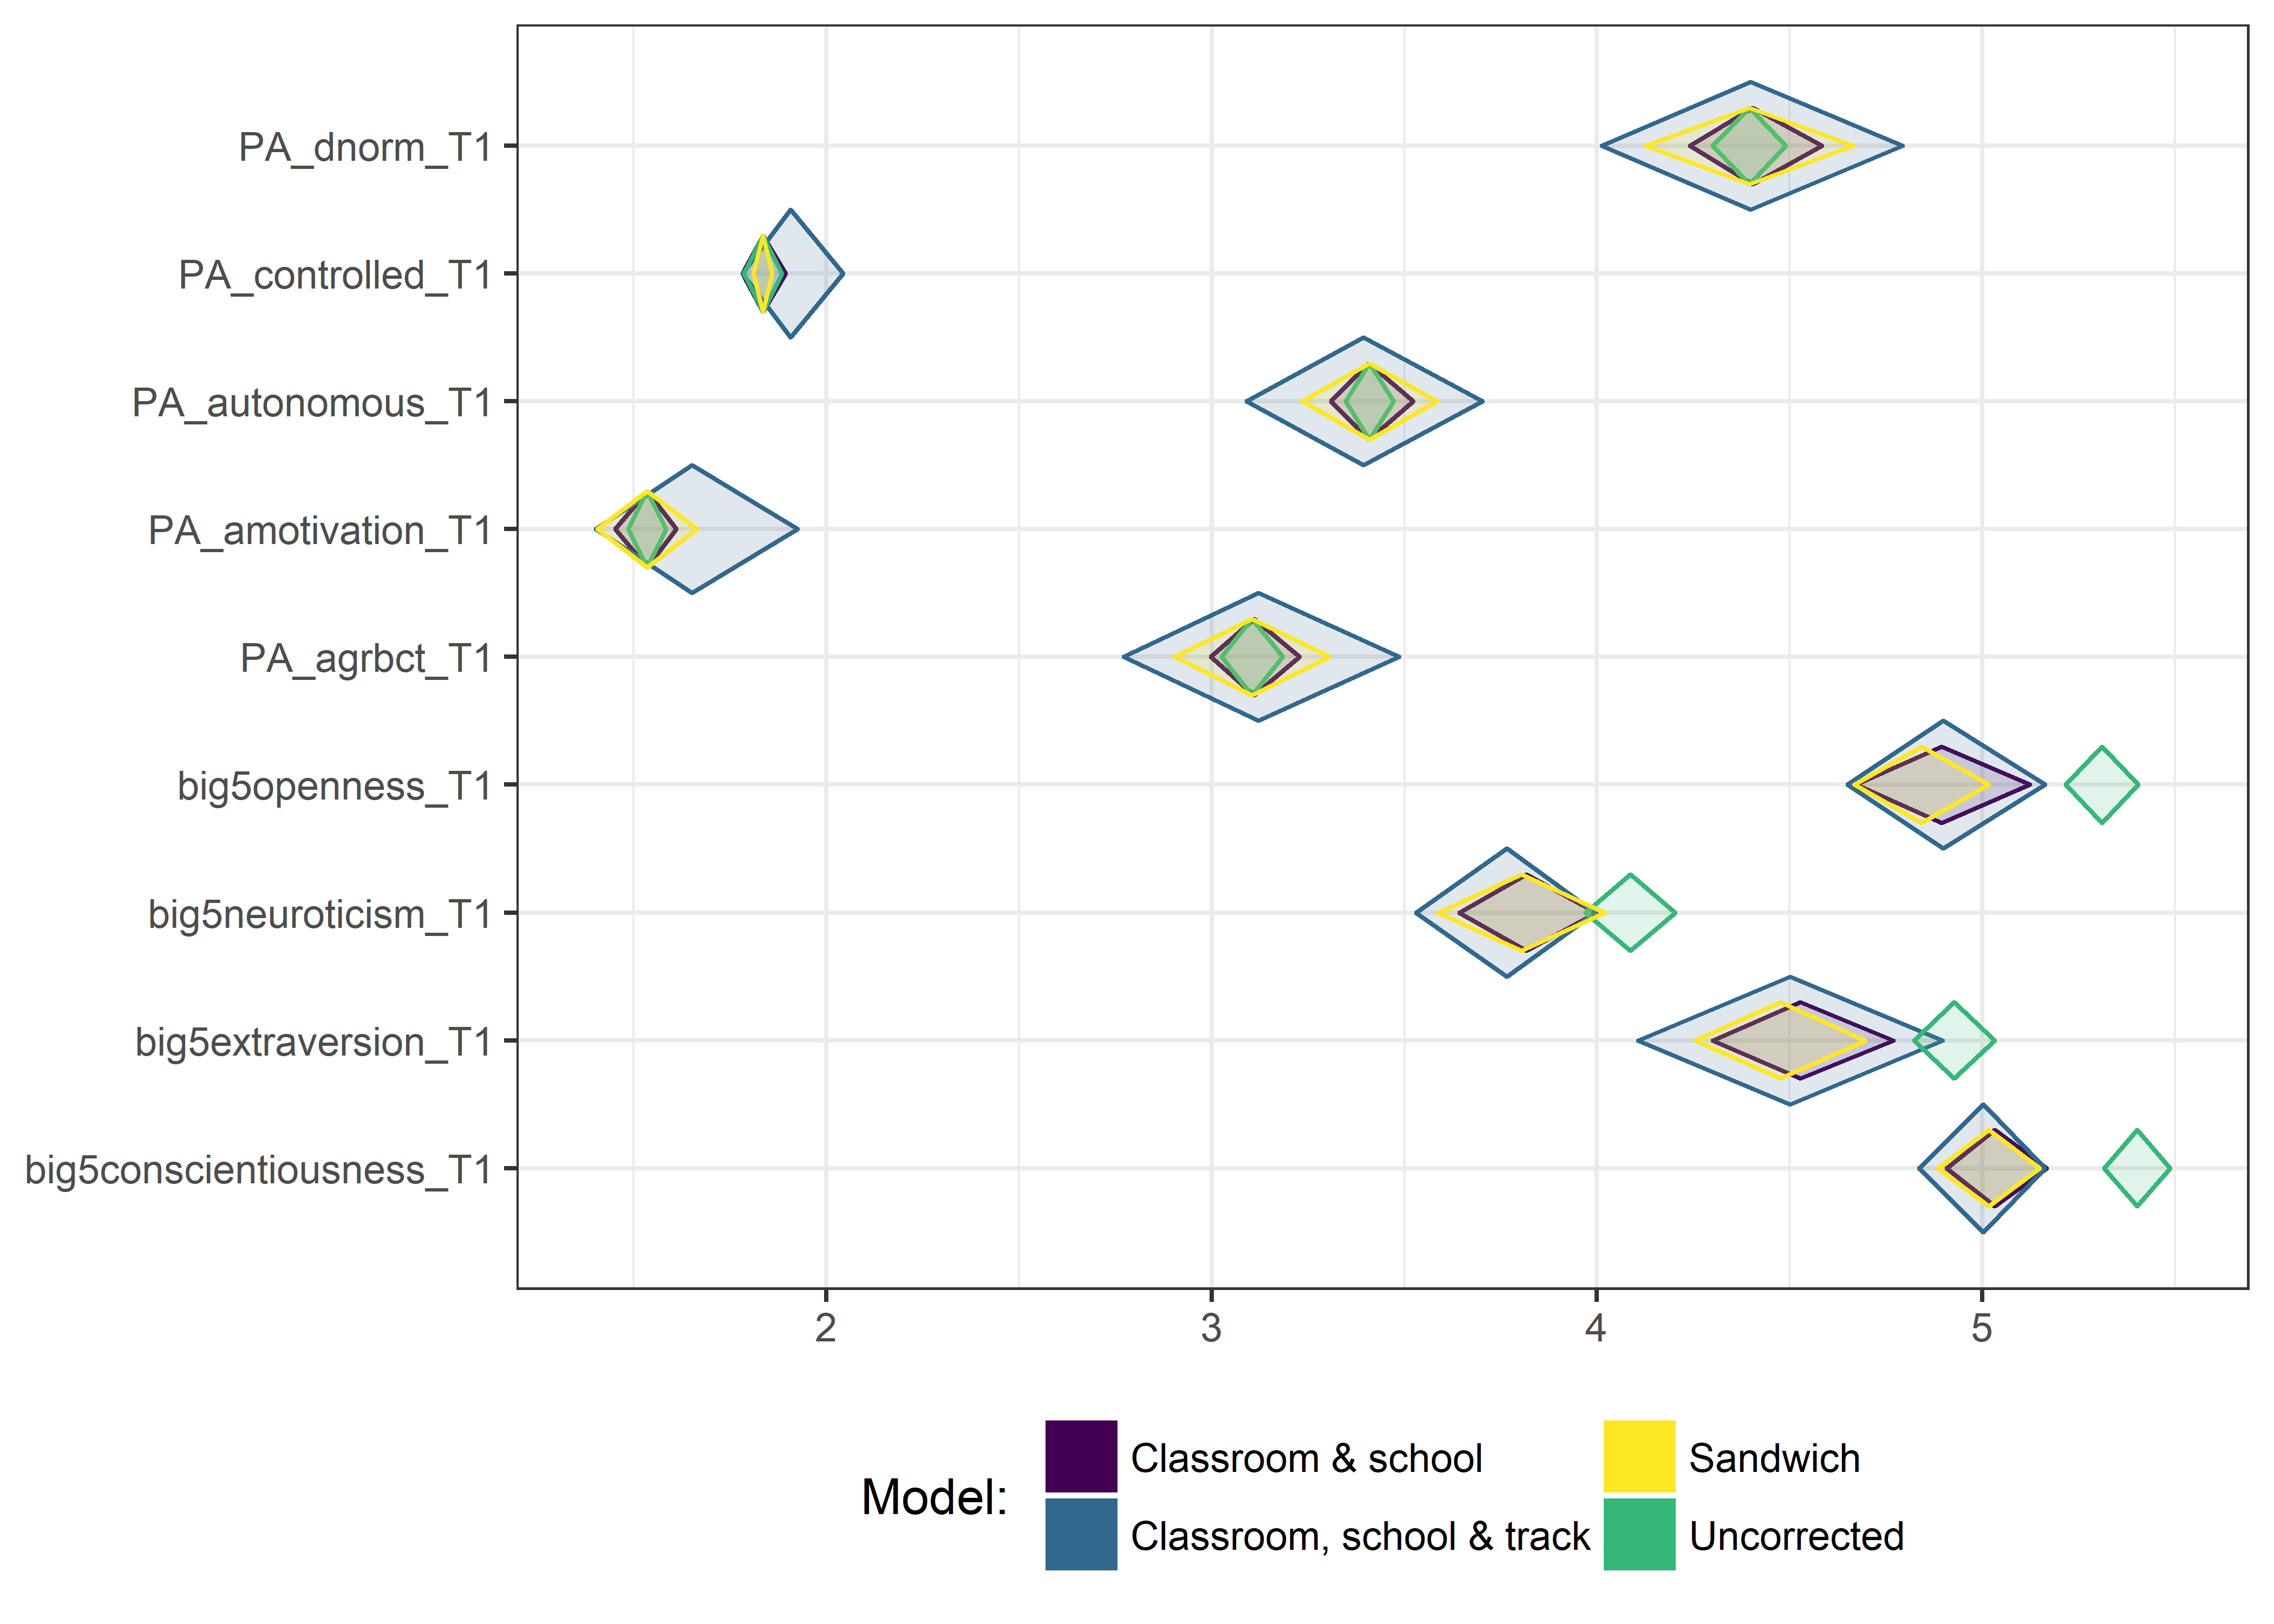 PA_dnorm_T1
PA_controlled_T1
PA_autonomous_T1
PA_amotivation_T1
PA_agrbct_T1
big5openness_T1
big5neuroticism_T1
big5extraversion_T1
big5conscientiousness_T1
2 3 4 5
Model:
Classroom & school
Sandwich
Classroom, school & track
Uncorrected